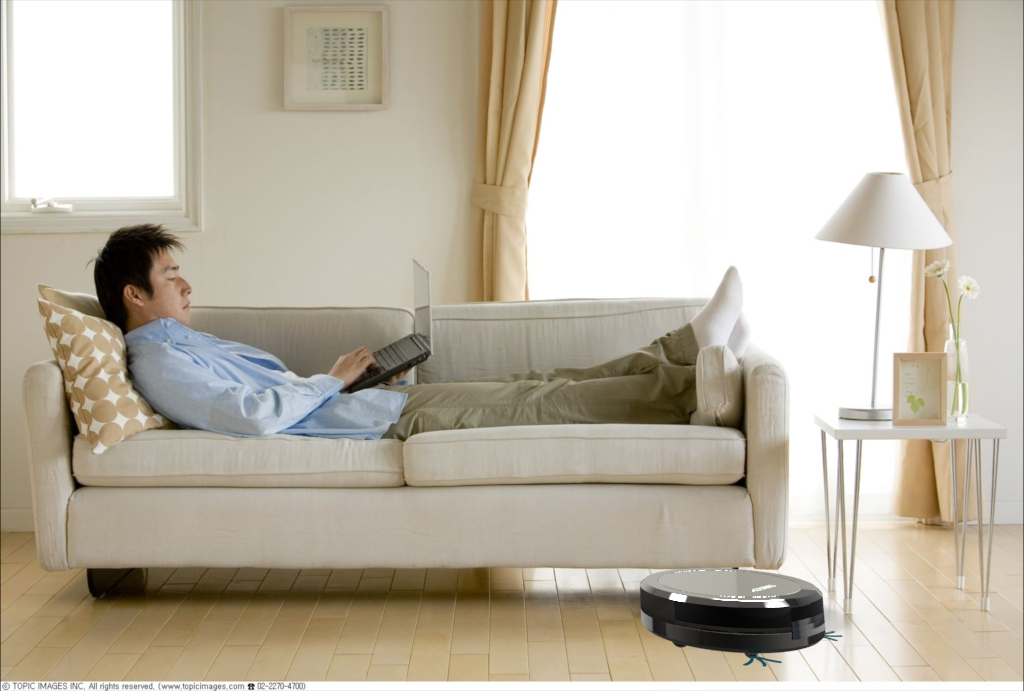 © TOPIC IMAGES INC, All rights reserved, (www.topicimages.com ☎ 02-2270-4700)